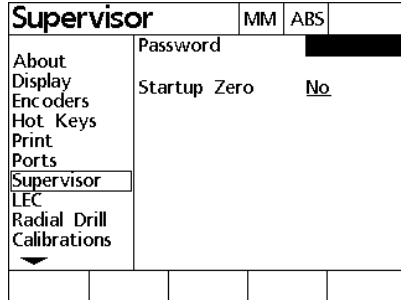 Supervisor MM ABS
Password
About
Display
Startup Zero No
Encoders
Hot Keys
Print
Ports
Supervisor
LEC
Radial Drill
Calibrations